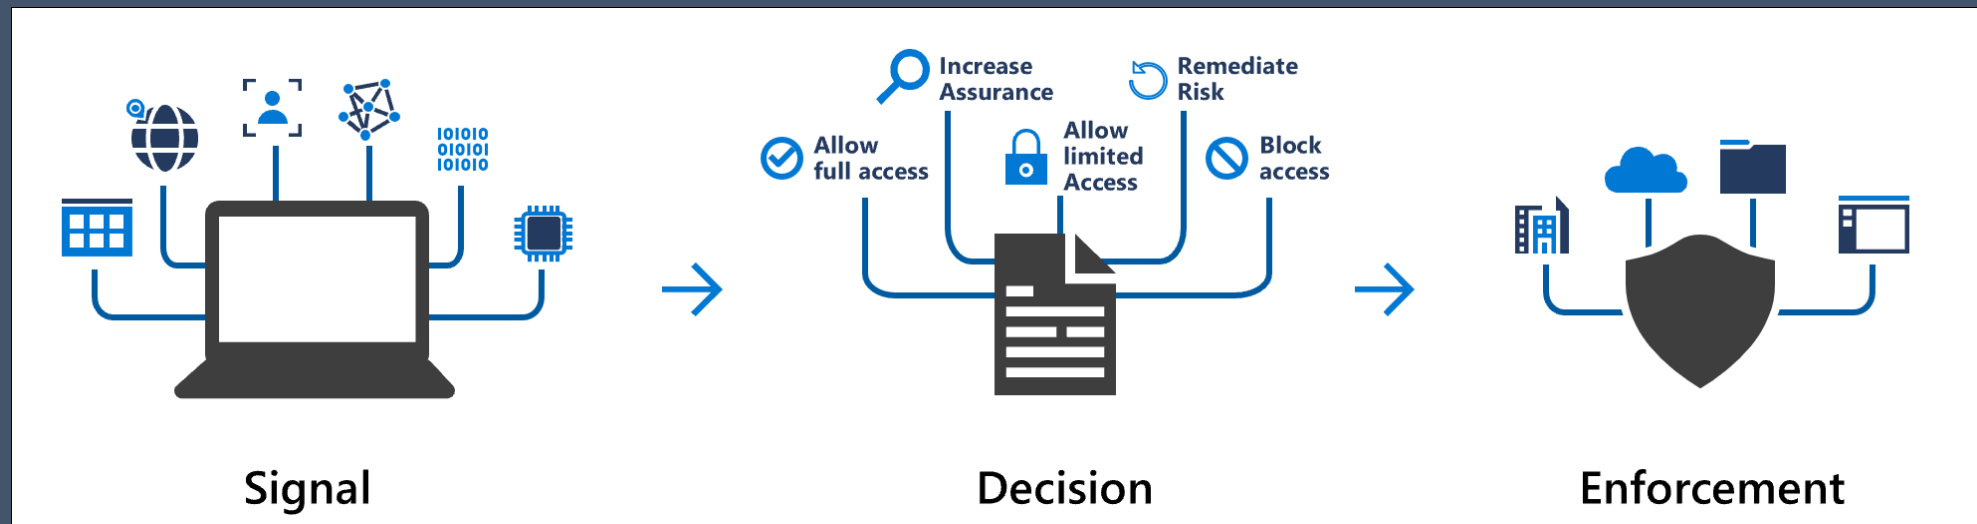 101010
010101
101010
Increase
Assurance
Remediate
Risk
Allow
full access
Allow
limited
Access
Block
access
Signal
Decision
Enforcement